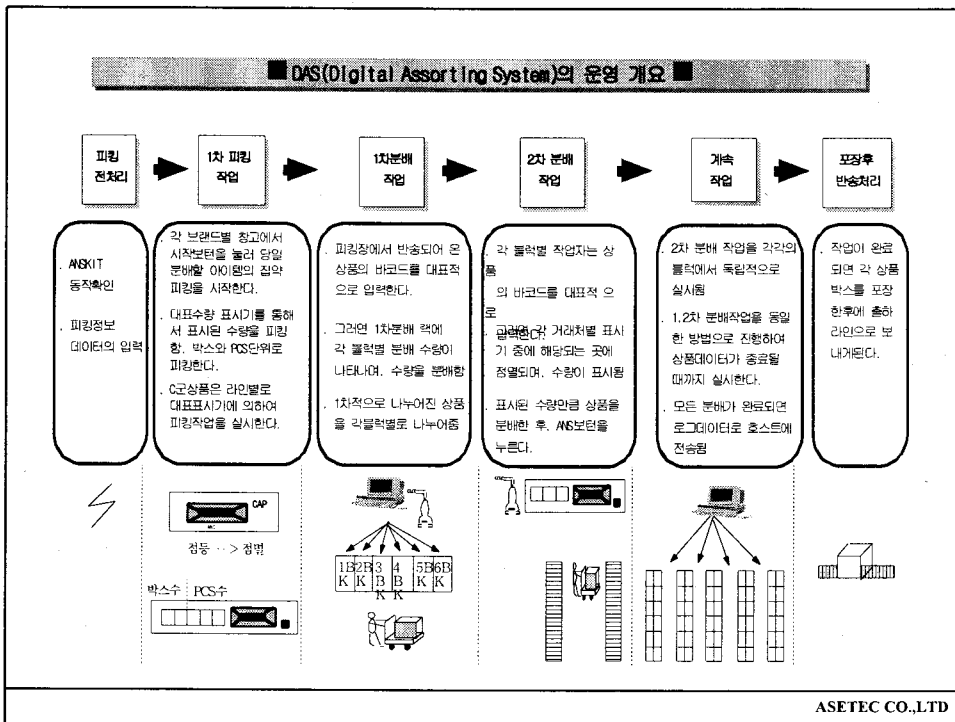 ■ DAS(Digital Assorting System)의 운영 개요 ■
피킹
전처리
1차 피킹
작업
1차분배
작업
2차 분배
작업
계속
작업
포장후
반송처리
. ANSKIT
동작확인
. 피킹정보
데이터의 입력
. 각 브랜드별 창고에서
시작보턴을 눌러 당일
분배할 아이템의 집약
피킹을 시작한다.
. 대표수량 표시기를 통해
서 표시된 수량을 피킹
함. 박스와 PCS단위로
피킹한다.
. C군상품은 라인별로
대표표시기에 의하여
피킹작업을 실시한다.
. 피킹장에서 반송되어 온
상품의 바코드를 대표적
으로 입력한다.
. 그러면 1차분배 랙에
각 블럭별 분배 수량이
나타나며, 수량을 분배함
. 1차적으로 나누어진 상품
을 각블럭별로 나누어줌
. 각 블럭별 작업자는 상
품
의 바코드를 대표적 으
로
입력한다.
. 그러면 각 거래처별 표시
기 중에 해당되는 곳에
점멸되며, 수량이 표시됨
. 표시된 수량만큼 상품을
분배한 후, ANS보턴을
누른다.
. 2차 분배 작업을 각각의
블럭에서 독립적으로
실시됨
. 1,2차 분배작업을 동일
한 방법으로 진행하여
상품데이터가 종료될
때까지 실시한다.
. 모든 분배가 완료되면
로그데이터로 호스트에
전송됨
. 작업이 완료
되면 각 상품
박스를 포장
한후에 출하
라인으로 보
내게된다.
CAP
점등 ··> 점멸
박스수
PCS수
1B
K
2B
K
3
B
K
4
B
K
5B
K
6B
K
ASETEC CO.,LTD